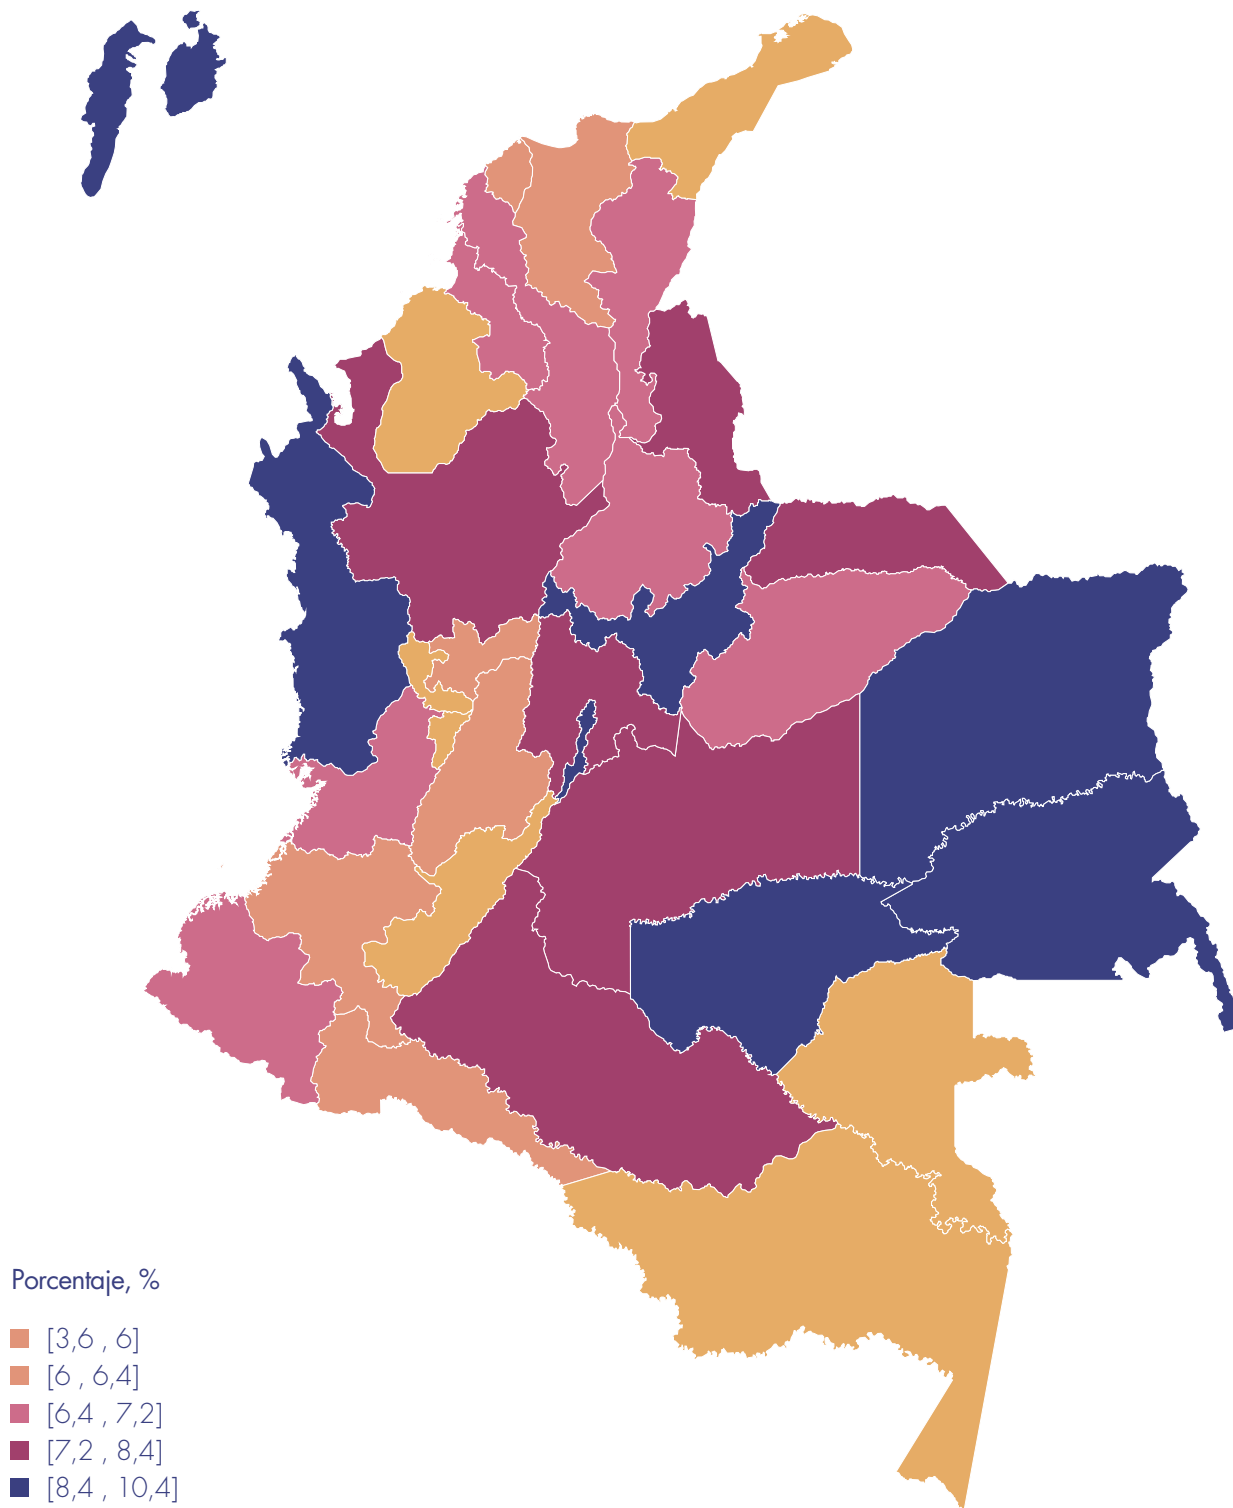 Porcentaje, %
[3,6 , 6]
[6 , 6,4]
[6,4 , 7,2]
[7,2 , 8,4]
[8,4 , 10,4]